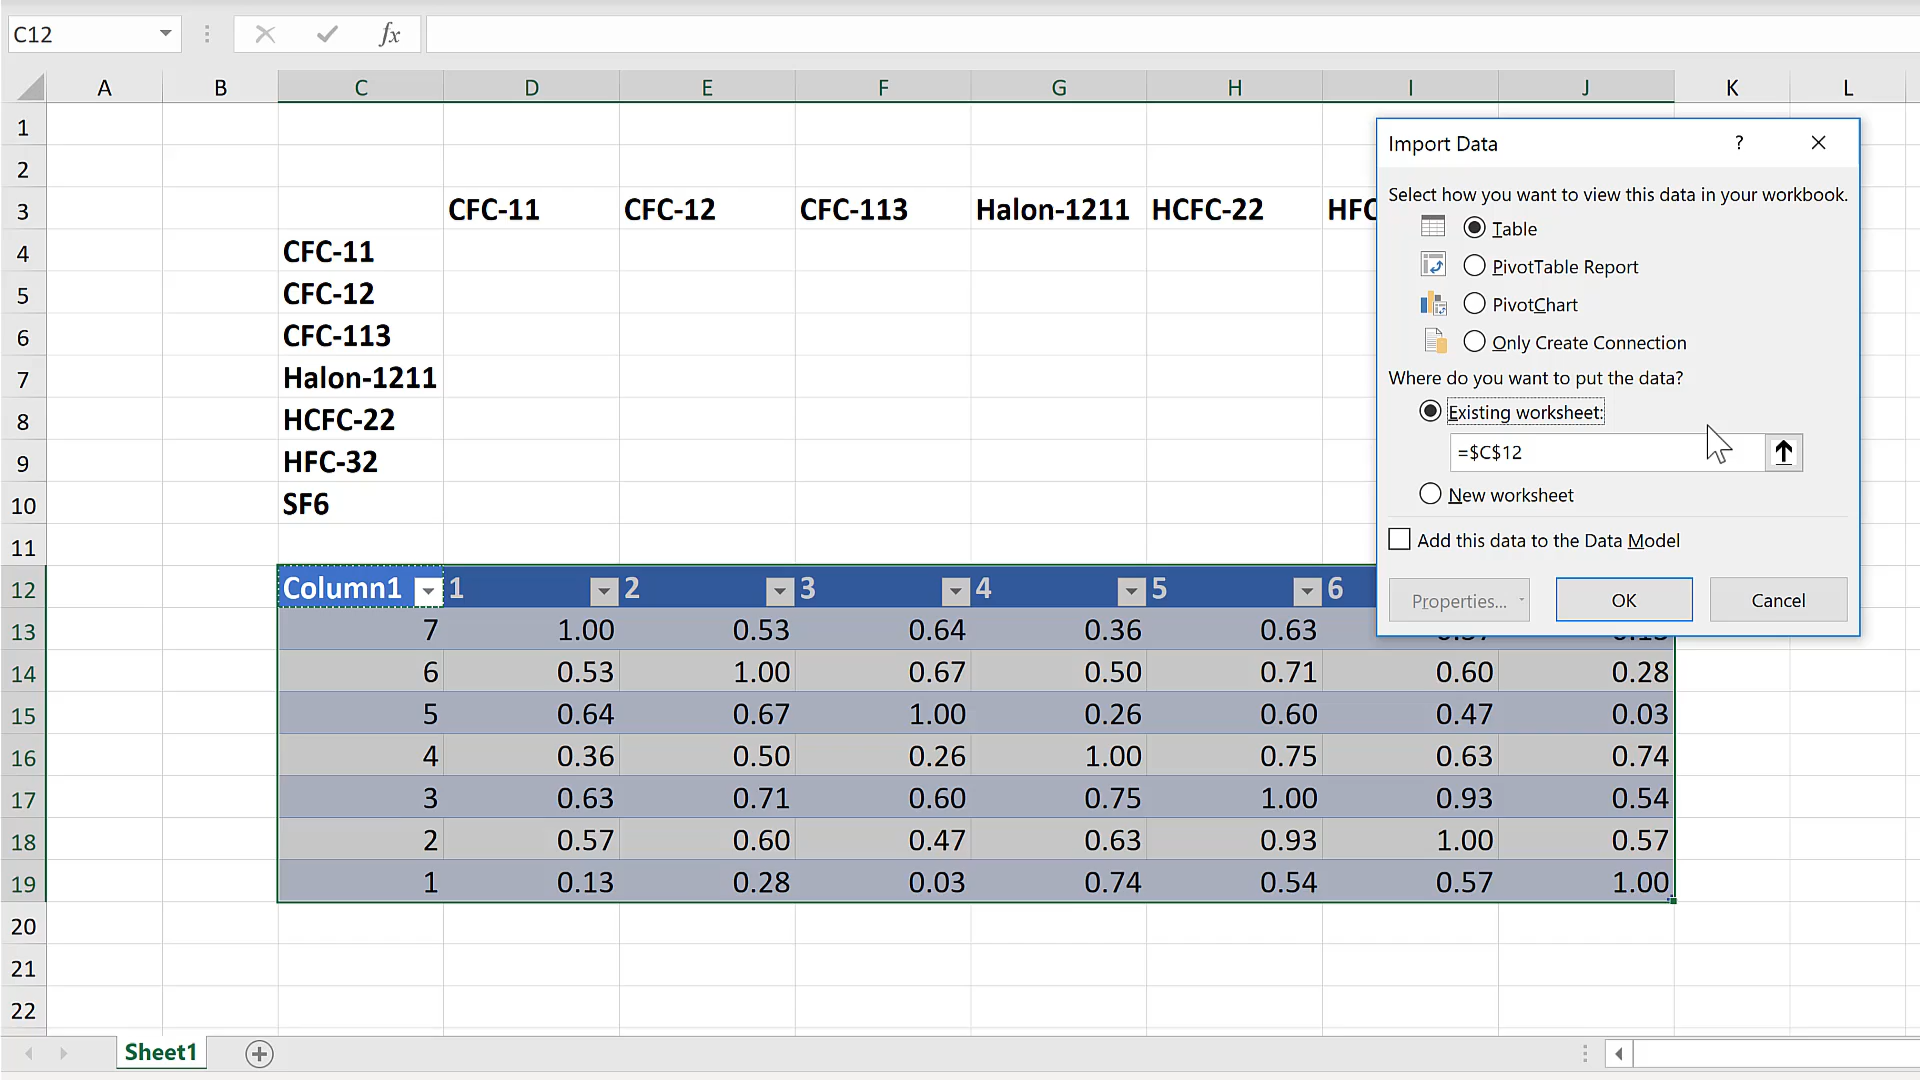 C12
fx
A B C D E F G H I J K L
1
2
3 CFC-11 CFC-12 CFC-113 Halon-1211 HCFC-22 HFC
4 CFC-11
5 CFC-12
6 CFC-113
7 Halon-1211
8 HCFC-22
9 HFC-32
10 SF6
11
12 Column1 1 2 3 4 5 6
13 7 1.00 0.53 0.64 0.36 0.63
14 6 0.53 1.00 0.67 0.50 0.71 0.60 0.28
15 5 0.64 0.67 1.00 0.26 0.60 0.47 0.03
16 4 0.36 0.50 0.26 1.00 0.75 0.63 0.74
17 3 0.63 0.71 0.60 0.75 1.00 0.93 0.54
18 2 0.57 0.60 0.47 0.63 0.93 1.00 0.57
19 1 0.13 0.28 0.03 0.74 0.54 0.57 1.00
20
21
22
Import Data ?
Select how you want to view this data in your workbook.
Table
PivotTable Report
PivotChart
Only Create Connection
Where do you want to put the data?
Existing worksheet:
=$C$12
New worksheet
Add this data to the Data Model
Properties... OK Cancel
Sheet1